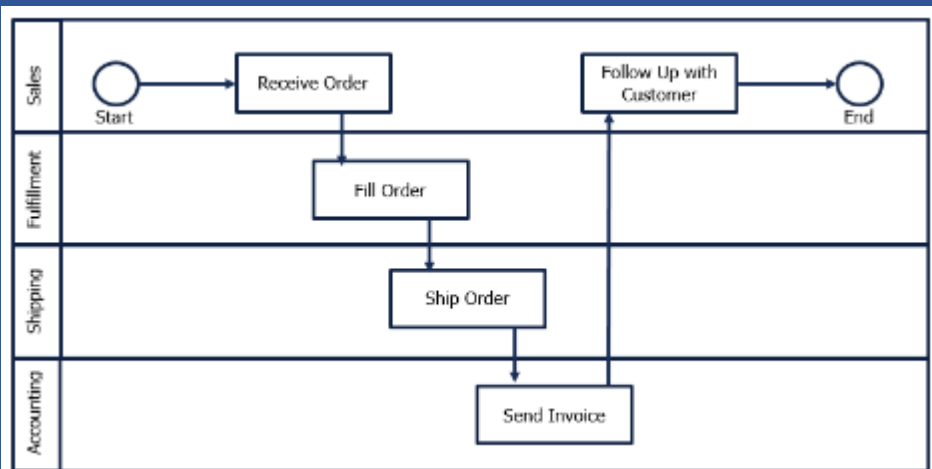 Sales
Start
Receive Order
Follow Up with
Customer
End
Fulfillment
Fill Order
Shipping
Ship Order
Accounting
Send Invoice